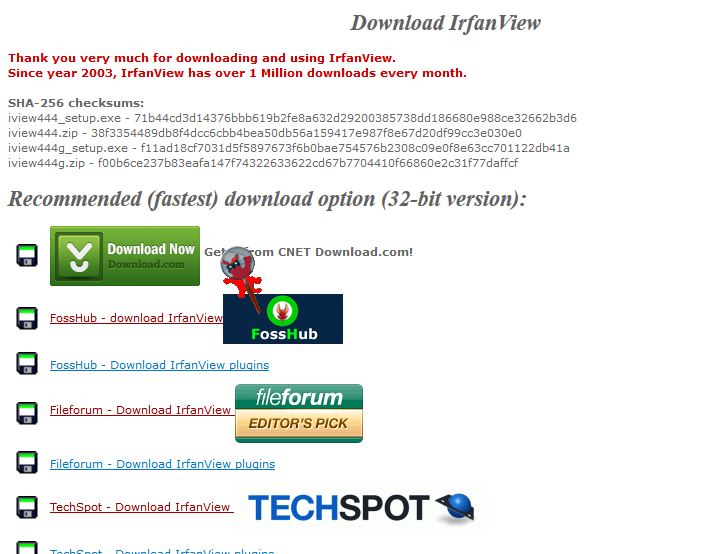 Download IrfanView
Thank you very much for downloading and using IrfanView.
Since year 2003, IrfanView has over 1 Million downloads every month.
SHA-256 checksums:
iview444_setup.exe - 71b44cd3d14376bbb619b2fe8a632d29200385738dd186680e988ce32662b3d6
iview444.zip - 38f3354489db8f4dcc6cbb4bea50db56a159417e987f8e67d20df99cc3e030e0
iview444g_setup.exe - f11ad18cf7031d5f5897673f6b0bae754576b2308c09e0f8e63cc701122db41a
iview444g.zip - f00b6ce237b83eafa147f74322633622cd67b7704410f66860e2c31f77daffcf
Recommended (fastest) download option (32-bit version):
Download Now
Download.com
Get from CNET Download.com!
FossHub - download IrfanView
FossHub
FossHub - Download IrfanView plugins
Fileforum - Download IrfanView
fileforum
EDITOR'S PICK
Fileforum - Download IrfanView plugins
TechSpot - Download IrfanView
TECHSPOT
TechSpot - Download IrfanView plugins